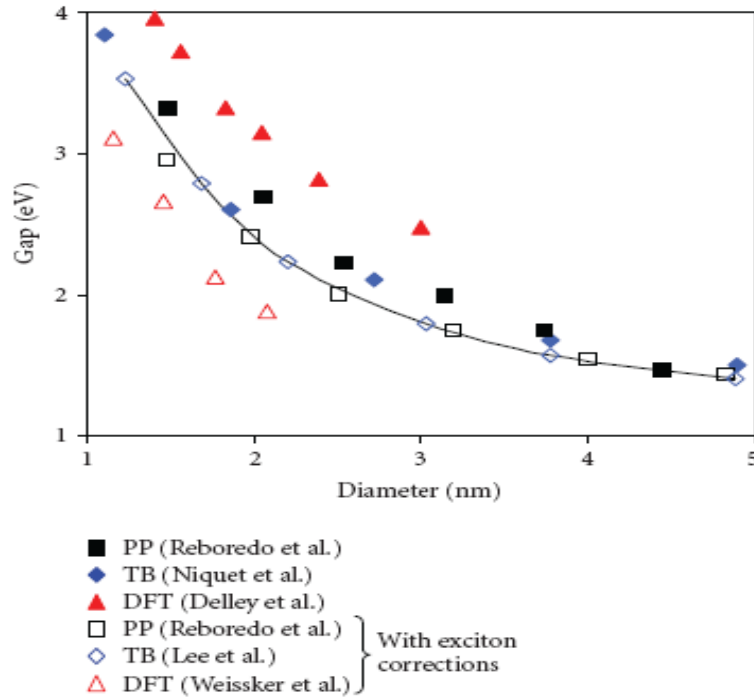 4
3
2
1
Gap (eV)
1 2 3 4 5
Diameter (nm)
PP (Reboredo et al.)
TB (Niquet et al.)
DFT (Delley et al.)
PP (Reboredo et al.)
TB (Lee et al.)
DFT (Weissker et al.)
With exciton
corrections